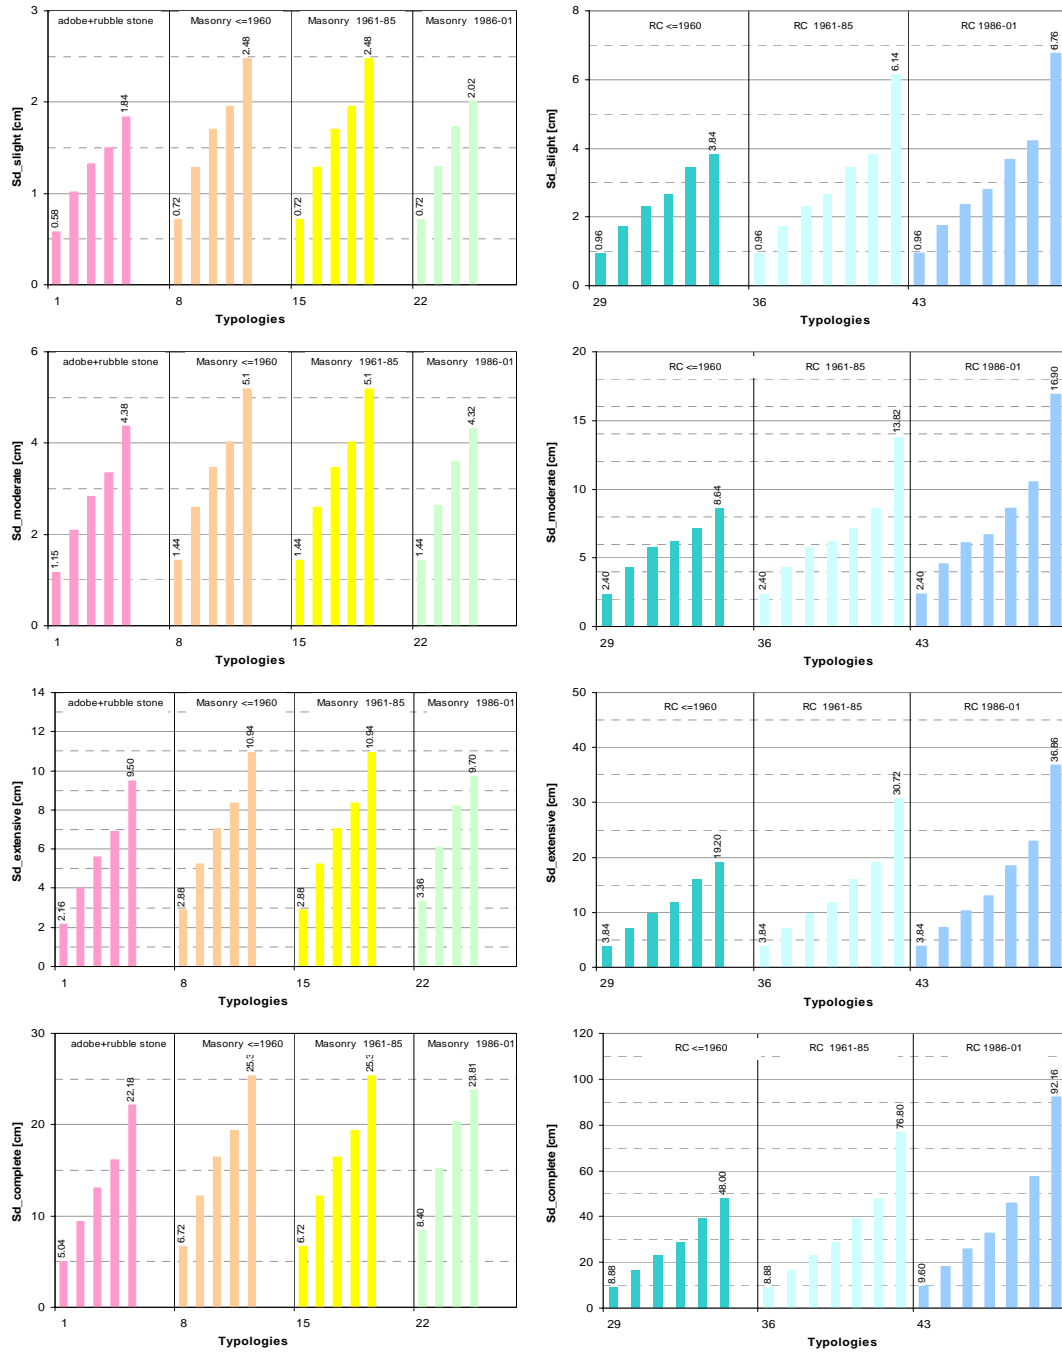 Sd_slight [cm]
3
2
1
0
adobe+rubble stone
Masonry <=1960
Masonry 1961-85
Masonry 1986-01
0.58
1.84
0.72
2.48
0.72
2.48
0.72
2.02
1
8
15
22
Typologies
Sd_slight [cm]
8
6
4
2
0
RC <=1960
RC 1961-85
RC 1986-01
0.96
3.84
0.96
6.14
0.96
6.76
29
36
43
Typologies
Sd_moderate [cm]
6
4
2
0
adobe+rubble stone
Masonry <=1960
Masonry 1961-85
Masonry 1986-01
1.15
4.38
1.44
5.1
1.44
5.1
1.44
4.32
1
8
15
22
Typologies
Sd_moderate [cm]
20
15
10
5
0
RC <=1960
RC 1961-85
RC 1986-01
2.40
8.64
2.40
13.82
2.40
16.90
29
36
43
Typologies
Sd_extensive [cm]
14
12
10
8
6
4
2
0
adobe+rubble stone
Masonry <=1960
Masonry 1961-85
Masonry 1986-01
2.16
9.50
2.88
10.94
2.88
10.94
3.36
9.70
1
8
15
22
Typologies
Sd_extensive [cm]
50
40
30
20
10
0
RC <=1960
RC 1961-85
RC 1986-01
3.84
19.20
3.84
30.72
3.84
36.86
29
36
43
Typologies
Sd_complete [cm]
30
20
10
0
adobe+rubble stone
Masonry <=1960
Masonry 1961-85
Masonry 1986-01
5.04
22.18
6.72
25.3
6.72
25.3
8.40
23.81
1
8
15
22
Typologies
Sd_complete [cm]
120
100
80
60
40
20
0
RC <=1960
RC 1961-85
RC 1986-01
8.88
48.00
8.88
76.80
9.60
92.16
29
36
43
Typologies